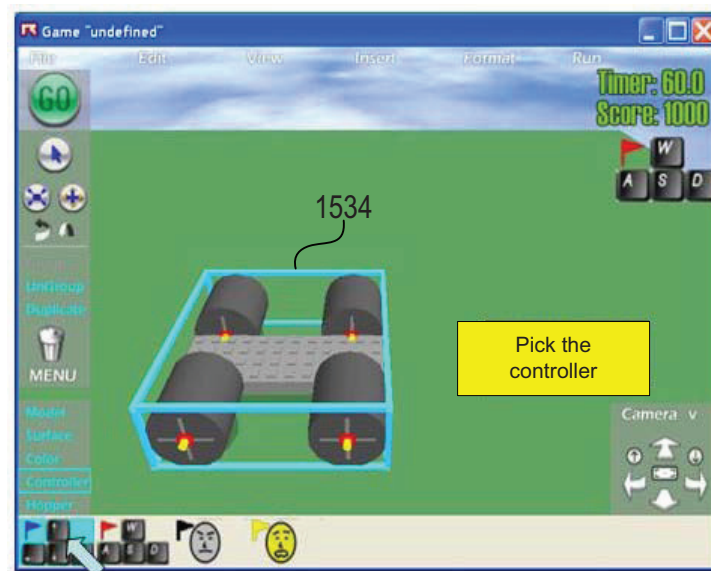 Game "undefined"
File Edit View Insert Format Run
GO
Timer: 60.0
Score: 1000
W
A S D
1534
UnGroup
Duplicate
MENU
Pick the
controller
Model
Surface
Color
Controller
Hopper
Camera v
W
A S D